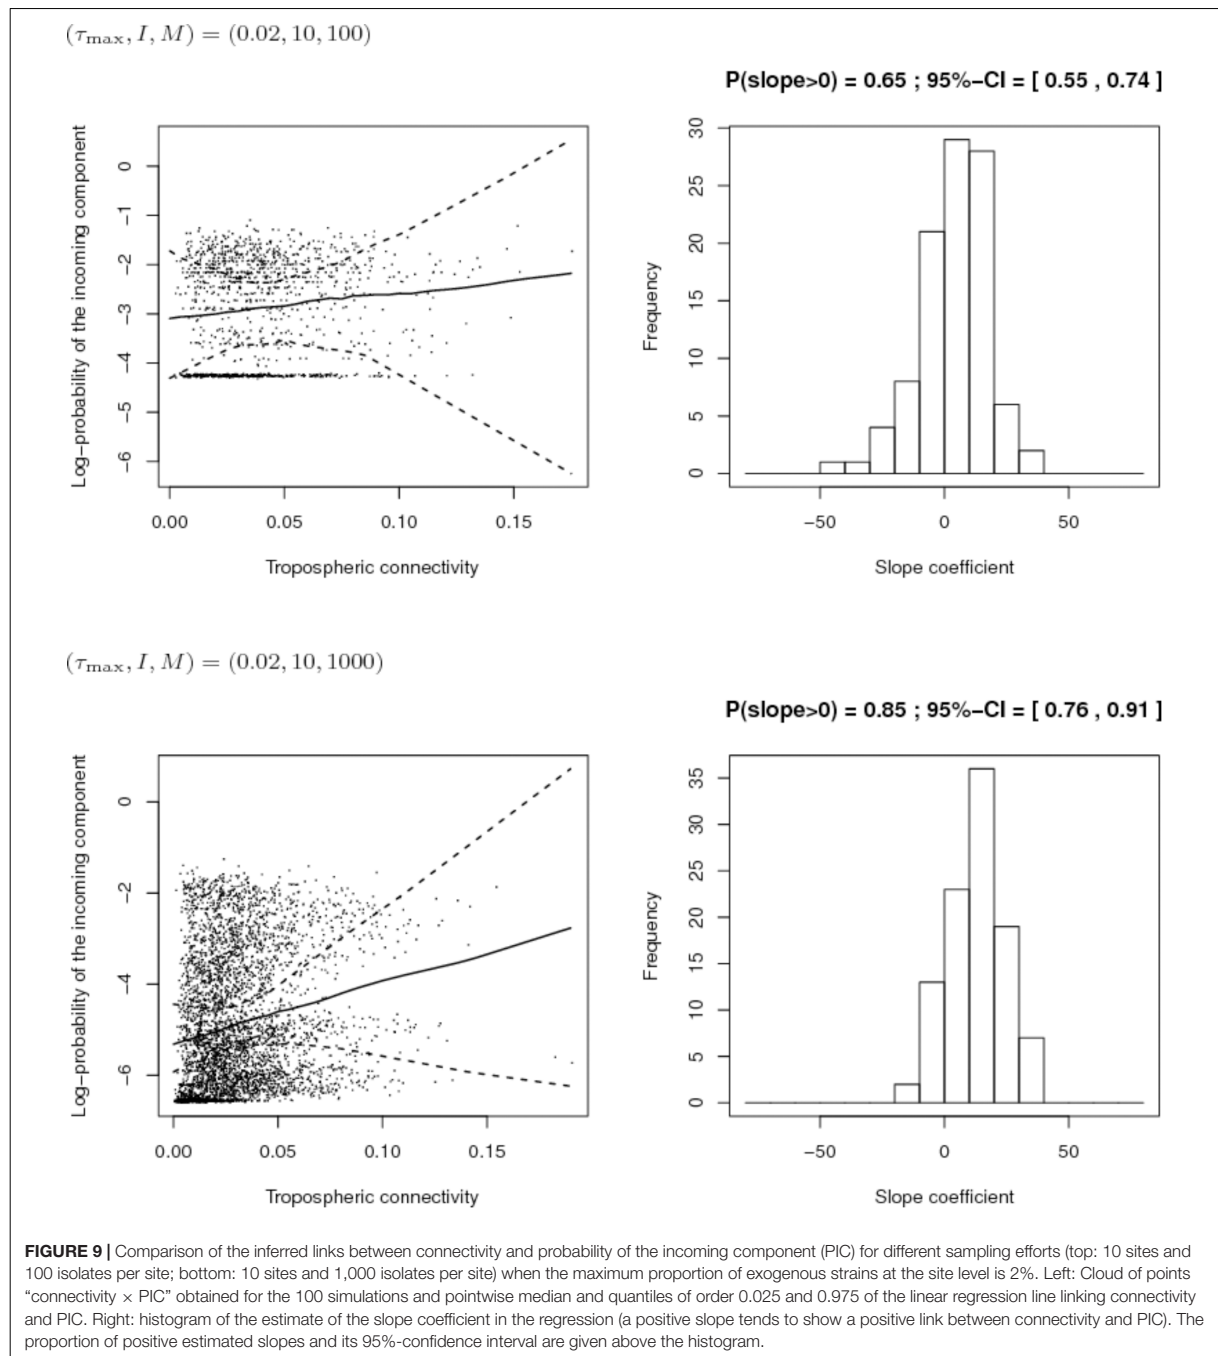 (τmax, I, M) = (0.02, 10, 100)
P(slope>0) = 0.65 ; 95%−CI = [ 0.55 , 0.74 ]
Log−probability of the incoming component
0
−1
−2
−3
−4
−5
−6
0.00 0.05 0.10 0.15
Tropospheric connectivity
Frequency
30
25
20
15
10
5
0
−50 0 50
Slope coefficient
(τmax, I, M) = (0.02, 10, 1000)
P(slope>0) = 0.85 ; 95%−CI = [ 0.76 , 0.91 ]
Log−probability of the incoming component
0
−2
−4
−6
0.00 0.05 0.10 0.15
Tropospheric connectivity
Frequency
35
30
25
20
15
10
5
0
−50 0 50
Slope coefficient
FIGURE 9 | Comparison of the inferred links between connectivity and probability of the incoming component (PIC) for different sampling efforts (top: 10 sites and
100 isolates per site; bottom: 10 sites and 1,000 isolates per site) when the maximum proportion of exogenous strains at the site level is 2%. Left: Cloud of points
“connectivity × PIC” obtained for the 100 simulations and pointwise median and quantiles of order 0.025 and 0.975 of the linear regression line linking connectivity
and PIC. Right: histogram of the estimate of the slope coefficient in the regression (a positive slope tends to show a positive link between connectivity and PIC). The
proportion of positive estimated slopes and its 95%-confidence interval are given above the histogram.